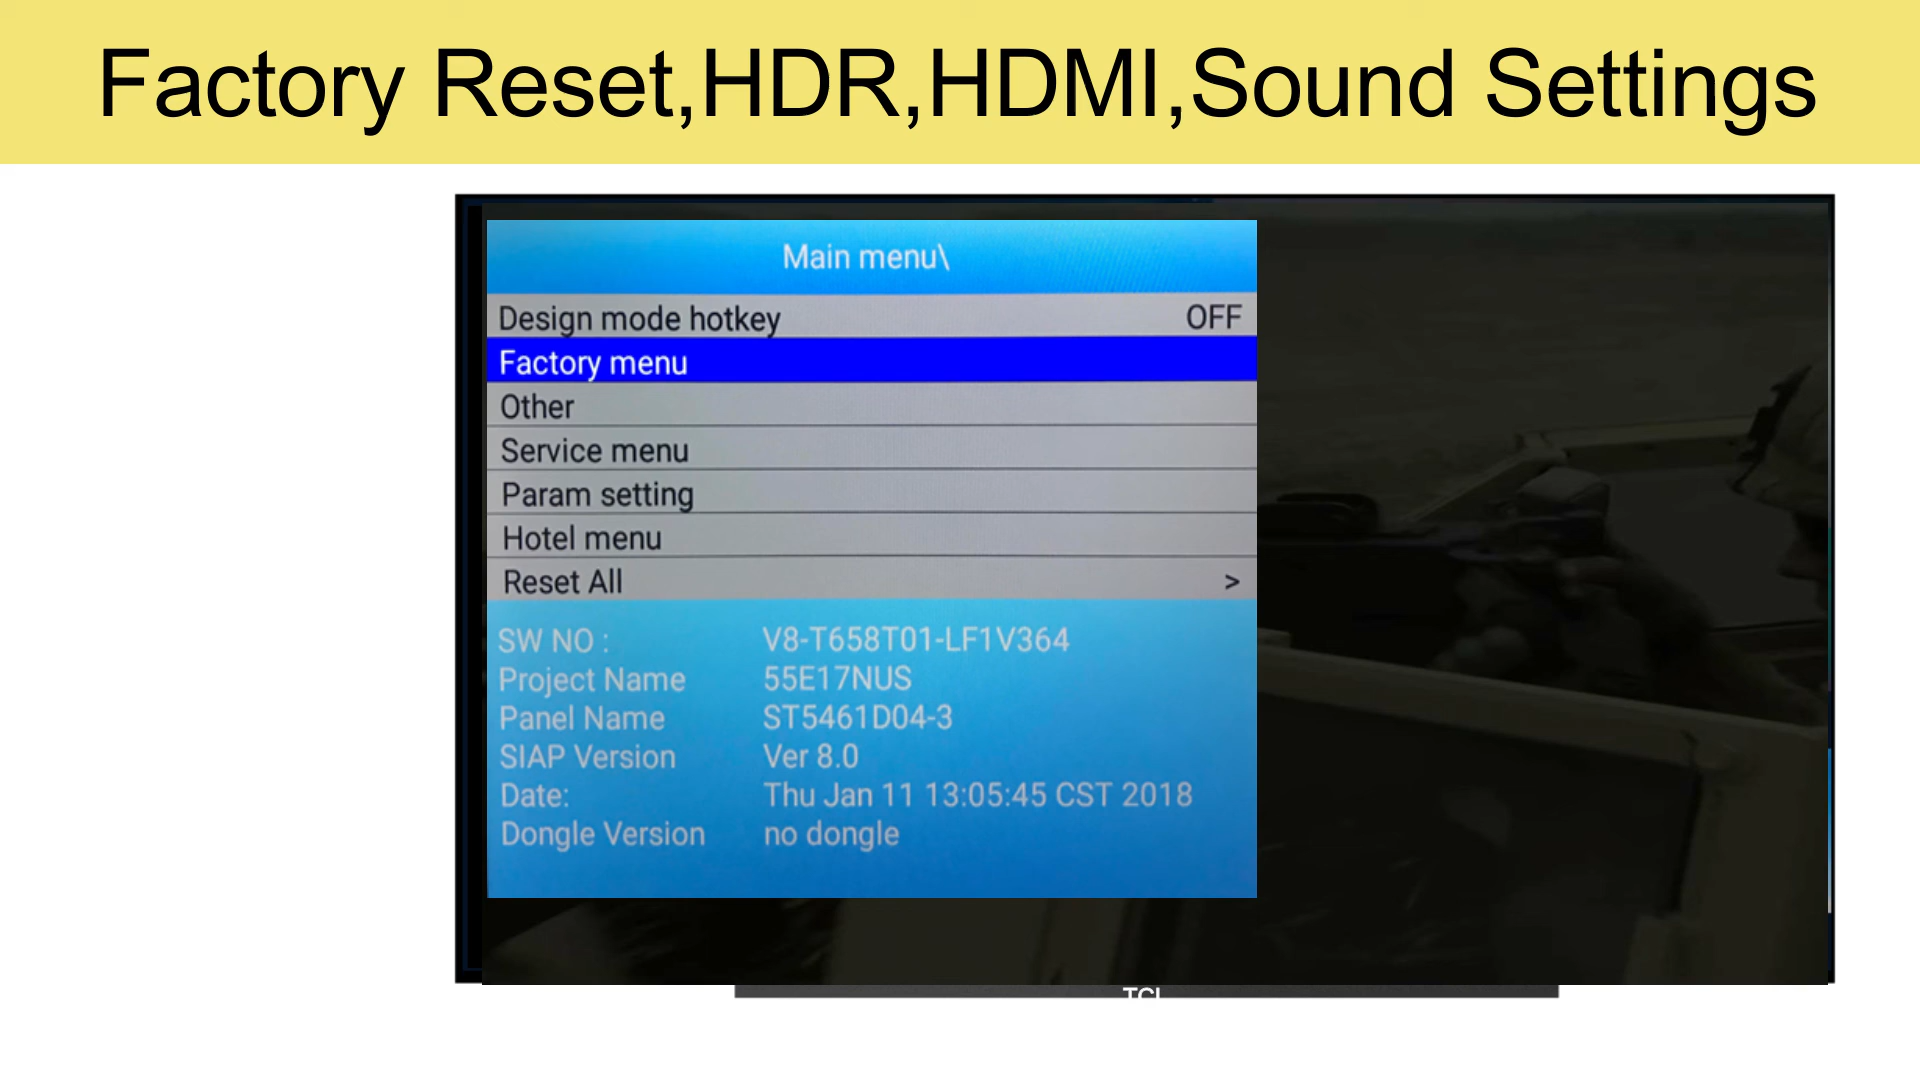 Factory Reset,HDR,HDMI,Sound Settings
Main menu\
Design mode hotkey OFF
Factory menu
Other
Service menu
Param setting
Hotel menu
Reset All >
SW NO : V8-T658T01-LF1V364
Project Name 55E17NUS
Panel Name ST5461D04-3
SIAP Version Ver 8.0
Date: Thu Jan 11 13:05:45 CST 2018
Dongle Version no dongle
TCL